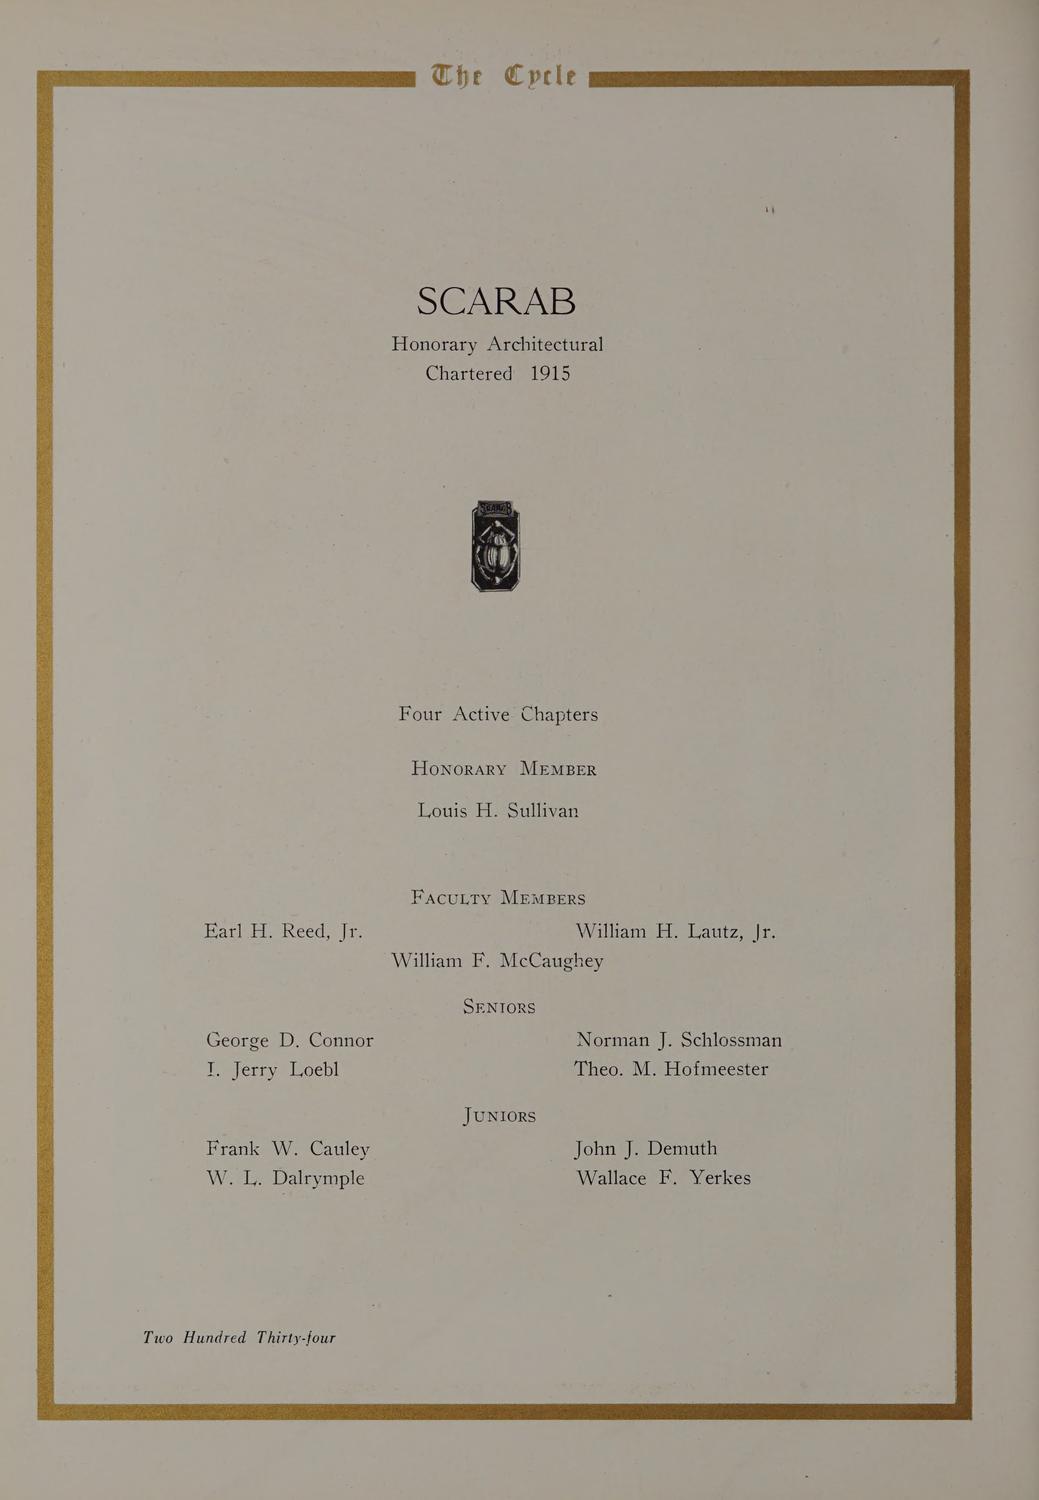 The Cycle
SCARAB
Honorary Architectural
Chartered 1915
SCARAB
Four Active Chapters
HONORARY MEMBER
Louis H. Sullivan
FACULTY MEMBERS
Earl H. Reed, Jr. William H. Lautz, Jr.
William F. McCaughey
SENIORS
George D. Connor Norman J. Schlossman
I. Jerry Loebl Theo. M. Hofmeester
JUNIORS
Frank W. Cauley John J. Demuth
W. L. Dalrymple Wallace F. Yerkes
Two Hundred Thirty-four